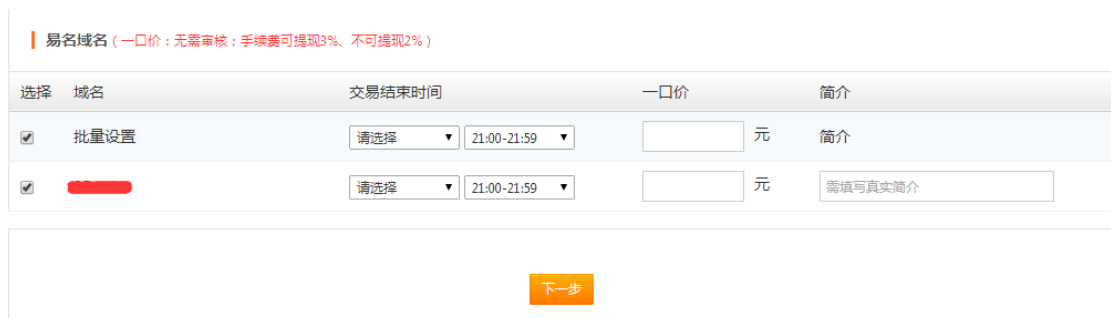 易名域名 ( 一口价：无需审核；手续费可提现3%、不可提现2% )
选择 域名 交易结束时间 一口价 简介
批量设置 请选择 21:00-21:59 元 简介
请选择 21:00-21:59 元 需填写真实简介
下一步